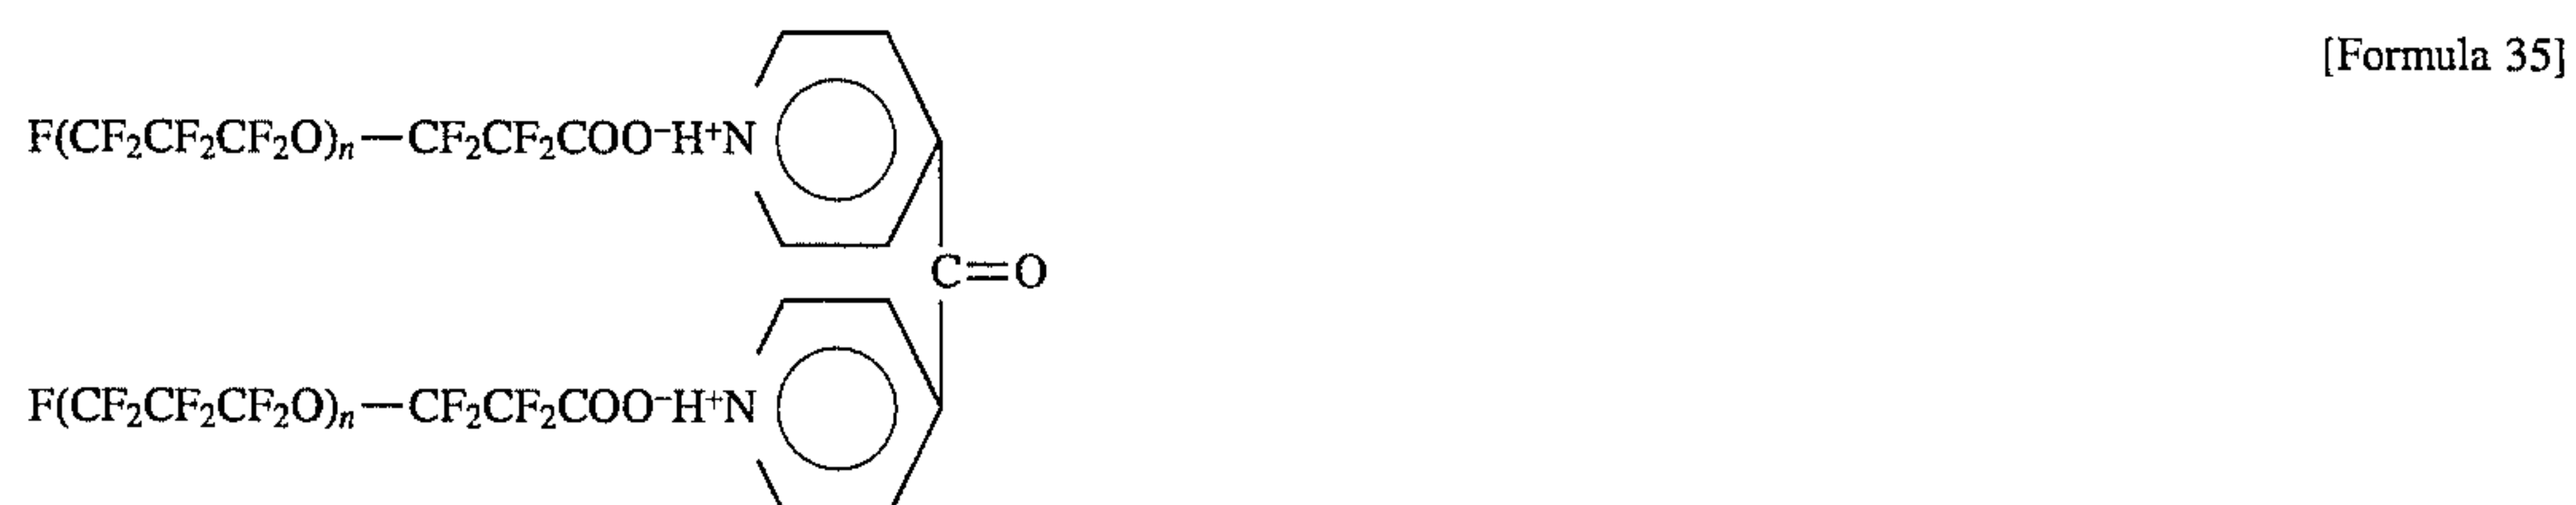 [Formula 35]
F(CF₂CF₂CF₂O)ₙ—CF₂CF₂COO⁻H⁺N
C=O
F(CF₂CF₂CF₂O)ₙ—CF₂CF₂COO⁻H⁺N